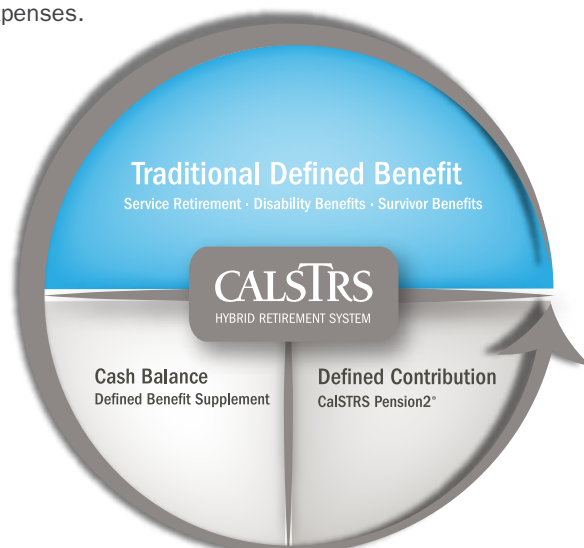 Traditional Defined Benefit
Service Retirement · Disability Benefits · Survivor Benefits
CALSTRS
HYBRID RETIREMENT SYSTEM
Cash Balance
Defined Benefit Supplement
Defined Contribution
CalSTRS Pension2®